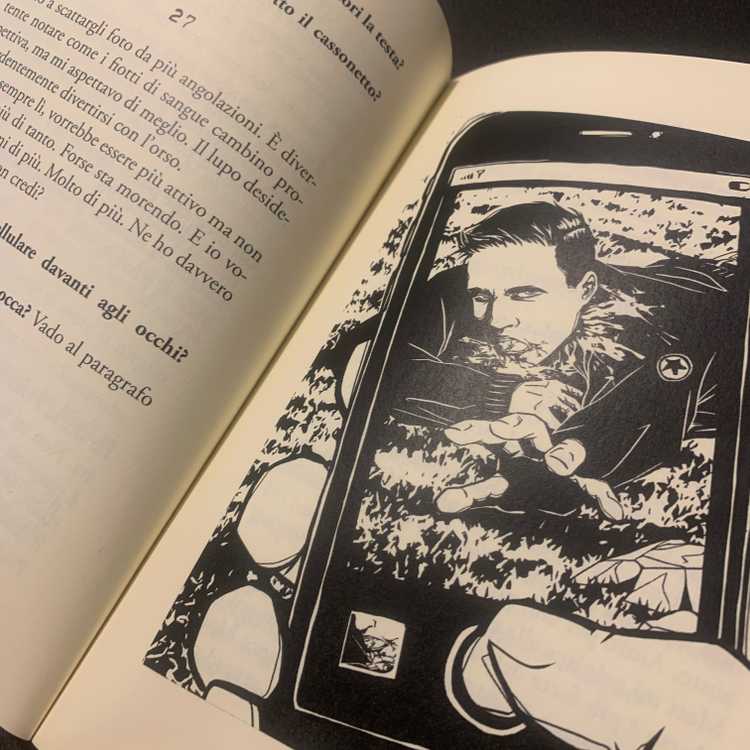 ori la testa?
tto il cassonetto?
27
o a scattargli foto da più angolazioni. È diver-
tente notare come i fiotti di sangue cambino pro-
ettiva, ma mi aspettavo di meglio. Il lupo deside-
dentemente divertirsi con l'orso.
sempre lì, vorrebbe essere più attivo ma non
iù di tanto. Forse sta morendo. E io vo-
ni di più. Molto di più. Ne ho davvero
n credi?
ellulare davanti agli occhi?
occa? Vado al paragrafo